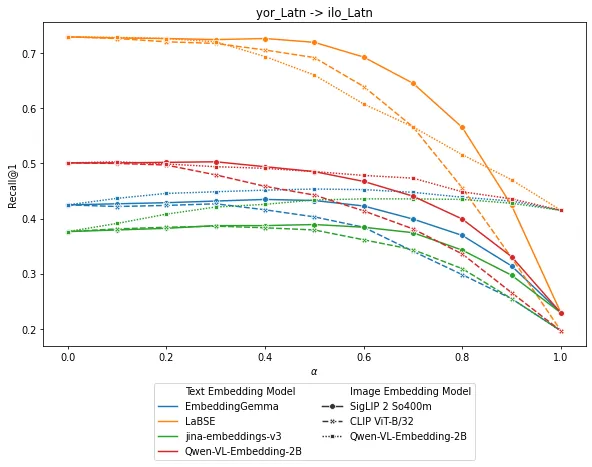 yor_Latn -> ilo_Latn
Recall@1
0.7
0.6
0.5
0.4
0.3
0.2
0.0 0.2 0.4 0.6 0.8 1.0
α
Text Embedding Model
EmbeddingGemma
LaBSE
jina-embeddings-v3
Qwen-VL-Embedding-2B
Image Embedding Model
SigLIP 2 So400m
CLIP ViT-B/32
Qwen-VL-Embedding-2B